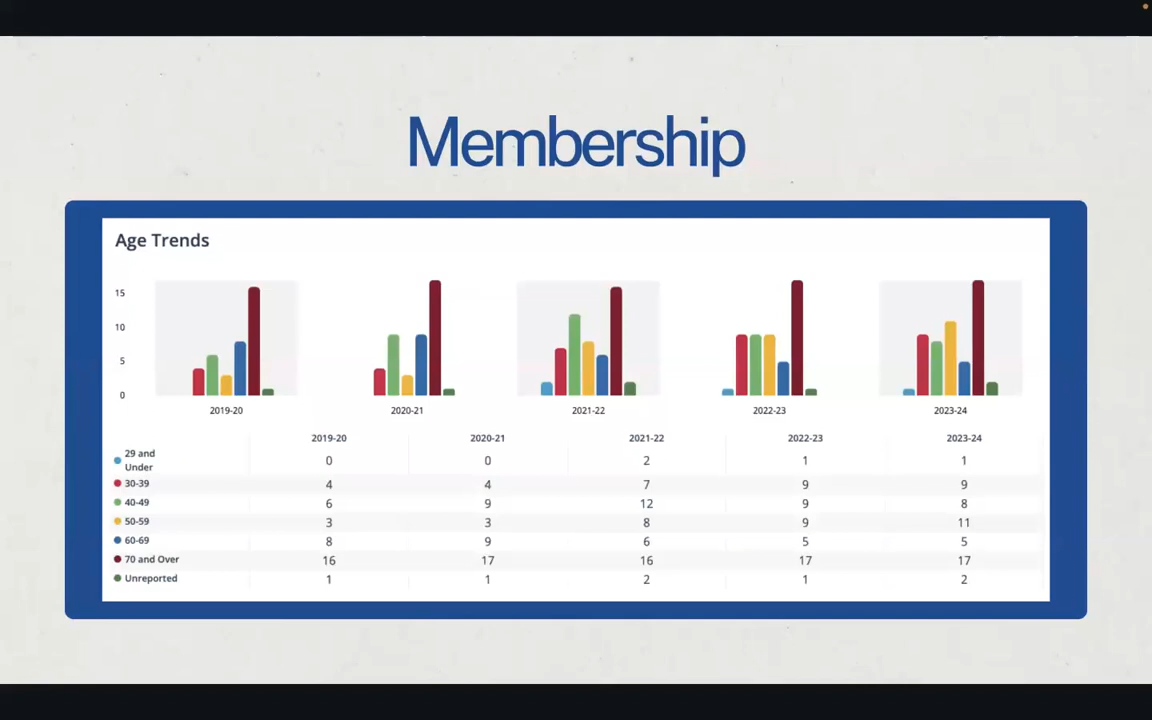 Membership
Age Trends
15
10
5
0
2019-20 2020-21 2021-22 2022-23 2023-24
2019-20 2020-21 2021-22 2022-23 2023-24
29 and
Under 0 0 2 1 1
30-39 4 4 7 9 9
40-49 6 9 12 9 8
50-59 3 3 8 9 11
60-69 8 9 6 5 5
70 and Over 16 17 16 17 17
Unreported 1 1 2 1 2